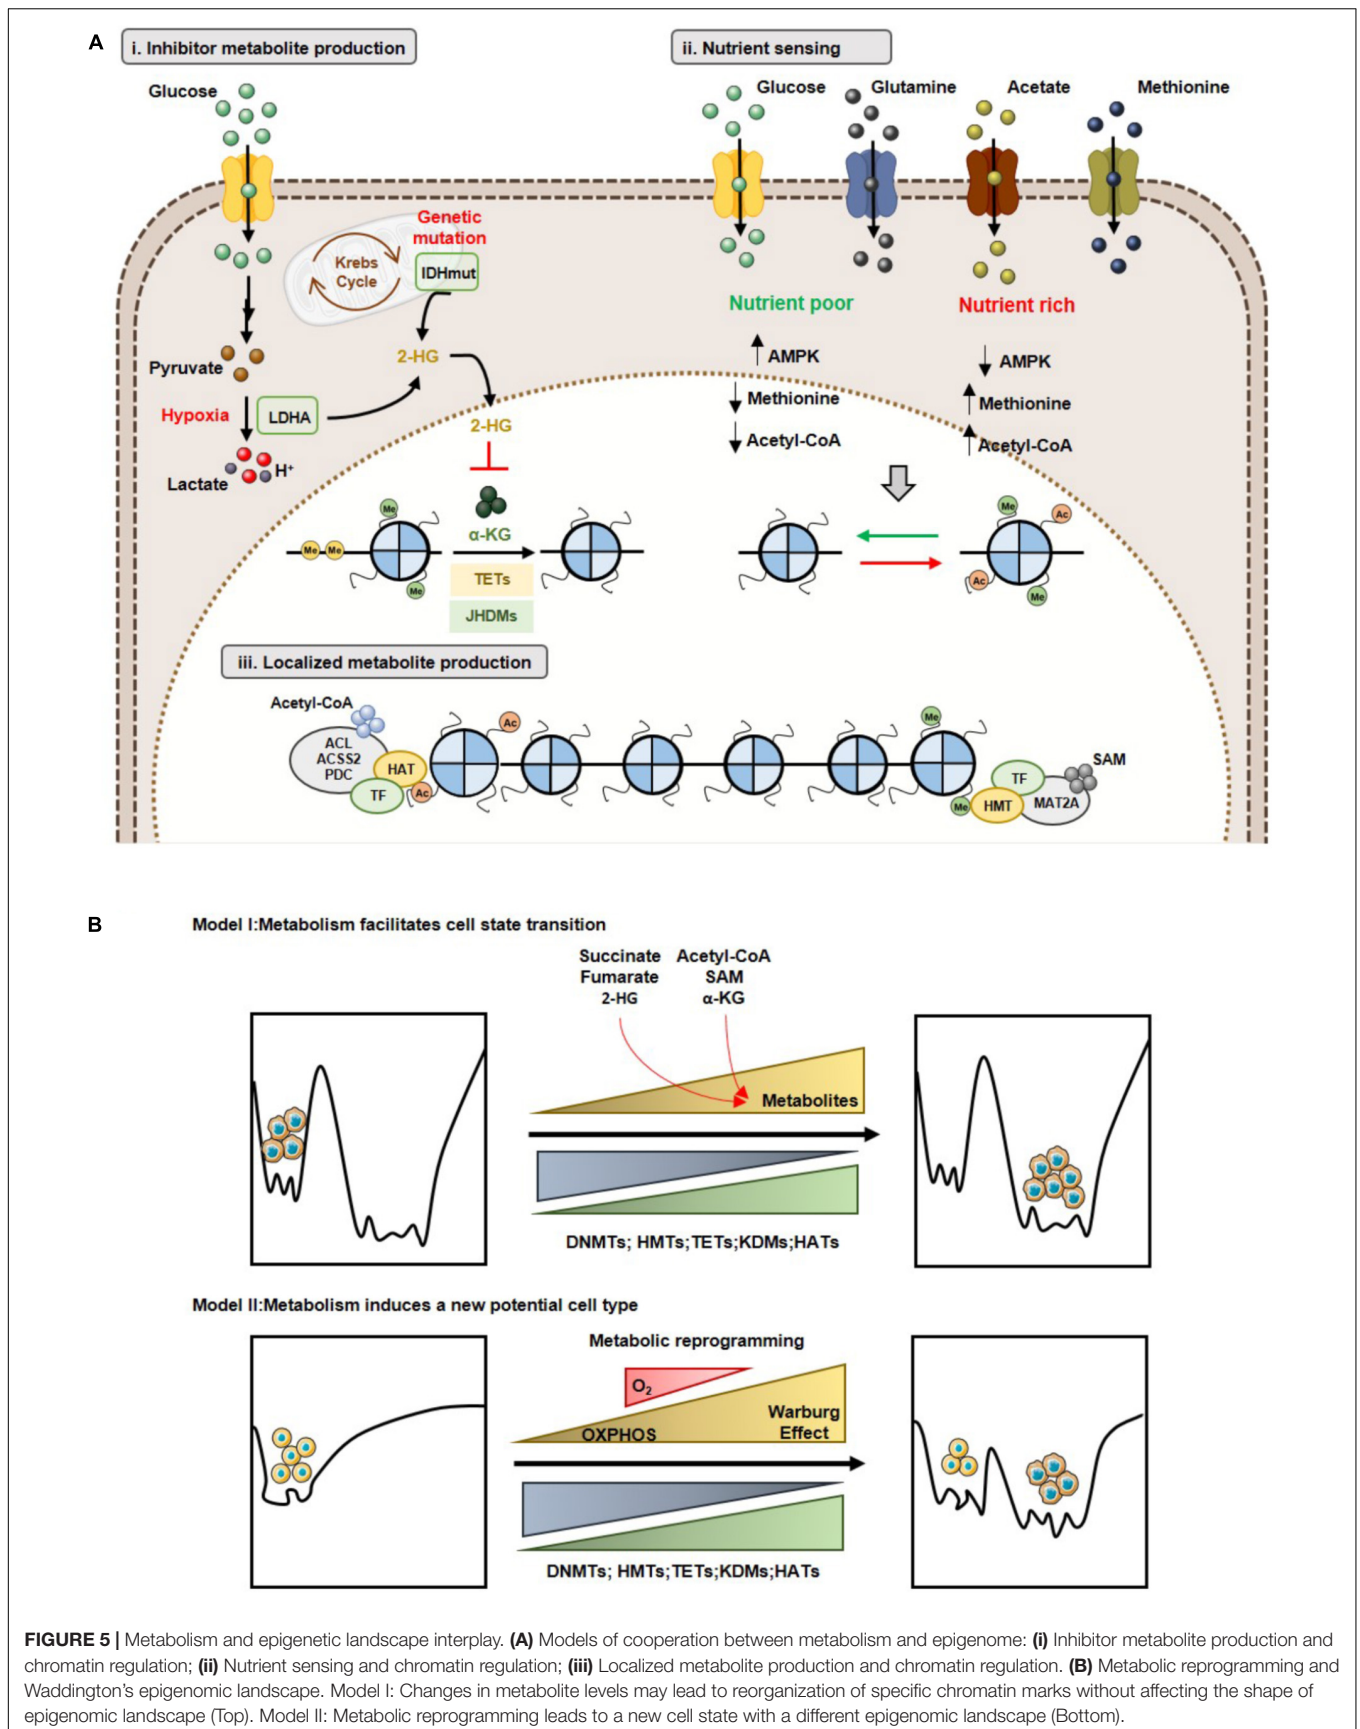 A
i. Inhibitor metabolite production
ii. Nutrient sensing
Glucose
Glucose
Glutamine
Acetate
Methionine
Genetic
mutation
Krebs
Cycle
IDHmut
Nutrient poor
Nutrient rich
2-HG
AMPK
AMPK
Pyruvate
Methionine
Methionine
Hypoxia
LDHA
2-HG
Acetyl-CoA
Acetyl-CoA
H+
Lactate
Me
α-KG
Me
Me
Me
TETs
JHDMs
Me
Ac
Ac
Me
iii. Localized metabolite production
Acetyl-CoA
ACL
ACSS2
PDC
HAT
TF
Ac
Ac
Me
Me
TF
HMT
MAT2A
SAM
B
Model I:Metabolism facilitates cell state transition
Succinate
Fumarate
2-HG
Acetyl-CoA
SAM
α-KG
Metabolites
DNMTs; HMTs;TETs;KDMs;HATs
Model II:Metabolism induces a new potential cell type
Metabolic reprogramming
O2
OXPHOS
Warburg
Effect
DNMTs; HMTs;TETs;KDMs;HATs
FIGURE 5 | Metabolism and epigenetic landscape interplay. (A) Models of cooperation between metabolism and epigenome: (i) Inhibitor metabolite production and
chromatin regulation; (ii) Nutrient sensing and chromatin regulation; (iii) Localized metabolite production and chromatin regulation. (B) Metabolic reprogramming and
Waddington's epigenomic landscape. Model I: Changes in metabolite levels may lead to reorganization of specific chromatin marks without affecting the shape of
epigenomic landscape (Top). Model II: Metabolic reprogramming leads to a new cell state with a different epigenomic landscape (Bottom).